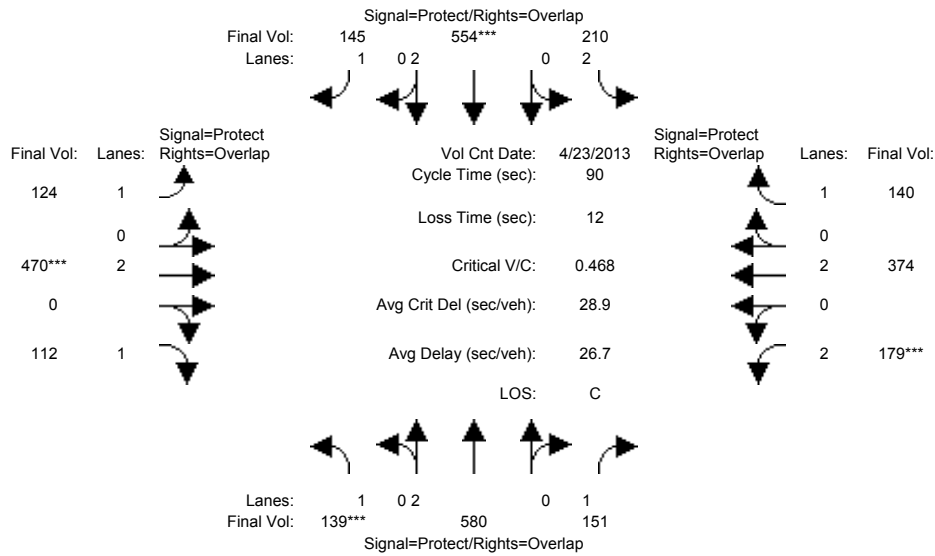 Signal=Protect/Rights=Overlap
Final Vol: 145 554*** 210
Lanes: 1 0 2 0 2
Signal=Protect Signal=Protect
Final Vol: Lanes: Rights=Overlap Vol Cnt Date: 4/23/2013 Rights=Overlap Lanes: Final Vol:
Cycle Time (sec): 90
124 1 1 140
Loss Time (sec): 12
0 0
470*** 2 Critical V/C: 0.468 2 374
0 0 Avg Crit Del (sec/veh): 28.9 0
112 1 Avg Delay (sec/veh): 26.7 2 179***
LOS: C
Lanes: 1 0 2 0 1
Final Vol: 139*** 580 151
Signal=Protect/Rights=Overlap